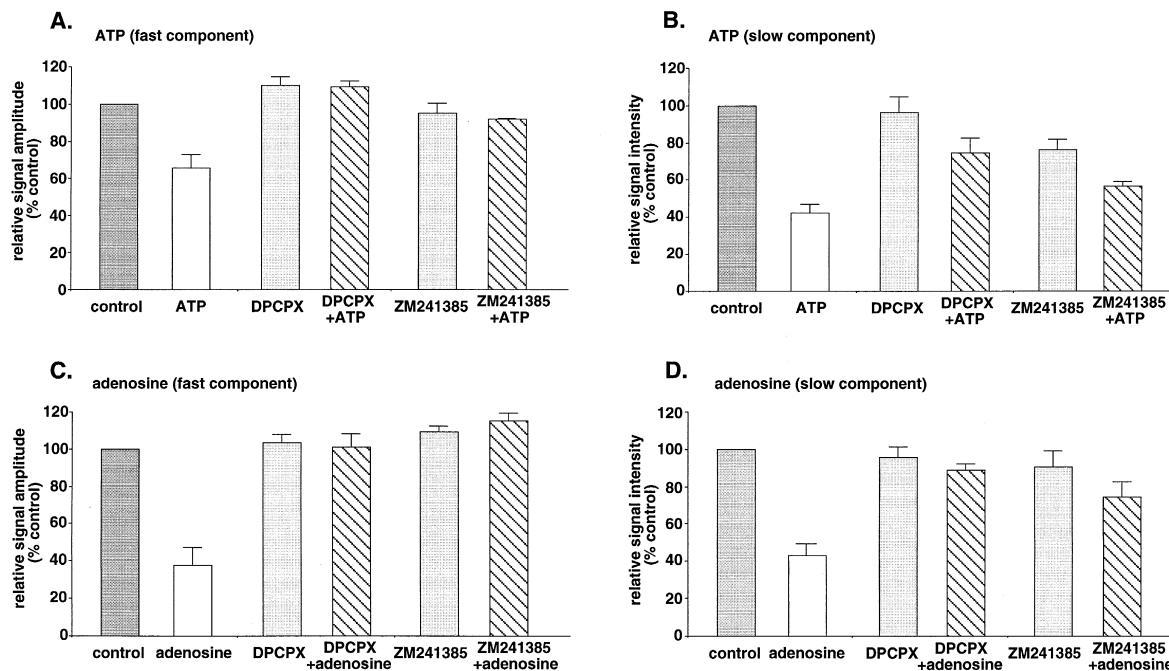 A.
ATP (fast component)
relative signal amplitude
(% control)
120
100
80
60
40
20
0
control
ATP
DPCPX
DPCPX
+ATP
ZM241385
ZM241385
+ATP
B.
ATP (slow component)
relative signal intensity
(% control)
120
100
80
60
40
20
0
control
ATP
DPCPX
DPCPX
+ATP
ZM241385
ZM241385
+ATP
C.
adenosine (fast component)
relative signal amplitude
(% control)
120
100
80
60
40
20
0
control
adenosine
DPCPX
DPCPX
+adenosine
ZM241385
ZM241385
+adenosine
D.
adenosine (slow component)
relative signal intensity
(% control)
120
100
80
60
40
20
0
control
adenosine
DPCPX
DPCPX
+adenosine
ZM241385
ZM241385
+adenosine